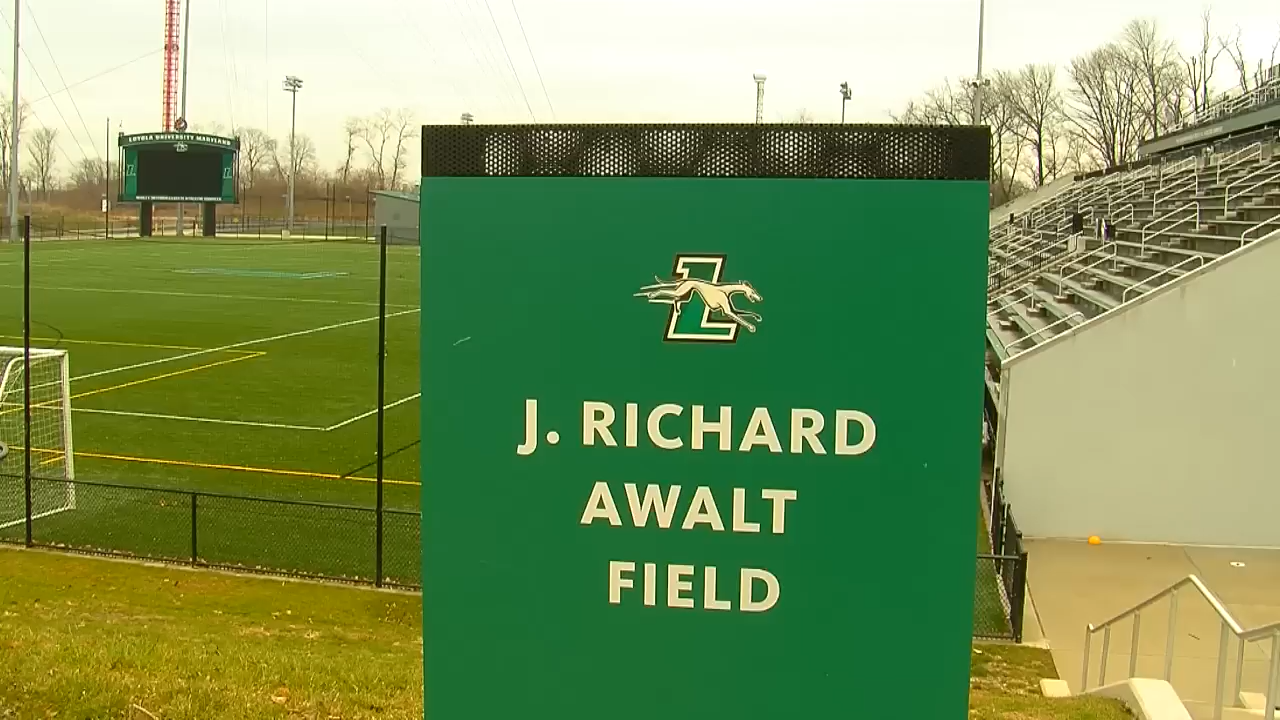 LOYOLA UNIVERSITY MARYLAND
L
L
L
J. RICHARD
AWALT
FIELD